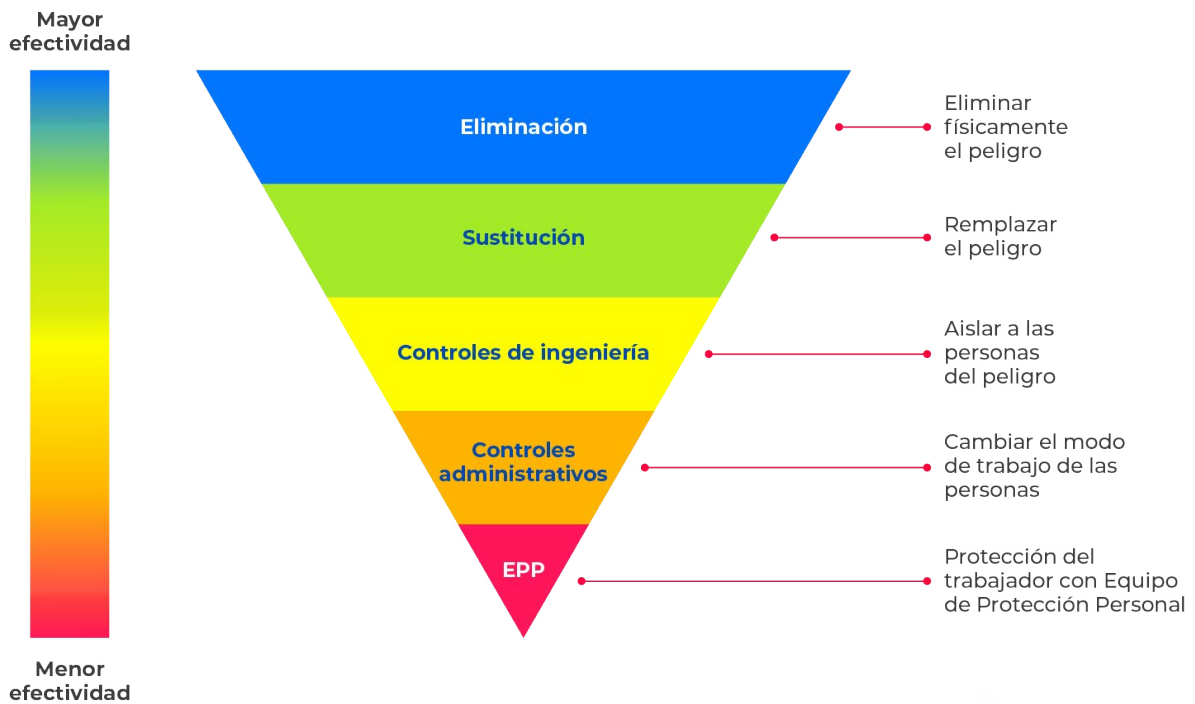 Mayor
efectividad
Eliminación
Eliminar
físicamente
el peligro
Sustitución
Remplazar
el peligro
Controles de ingeniería
Aislar a las
personas
del peligro
Controles
administrativos
Cambiar el modo
de trabajo de las
personas
EPP
Protección del
trabajador con Equipo
de Protección Personal
Menor
efectividad